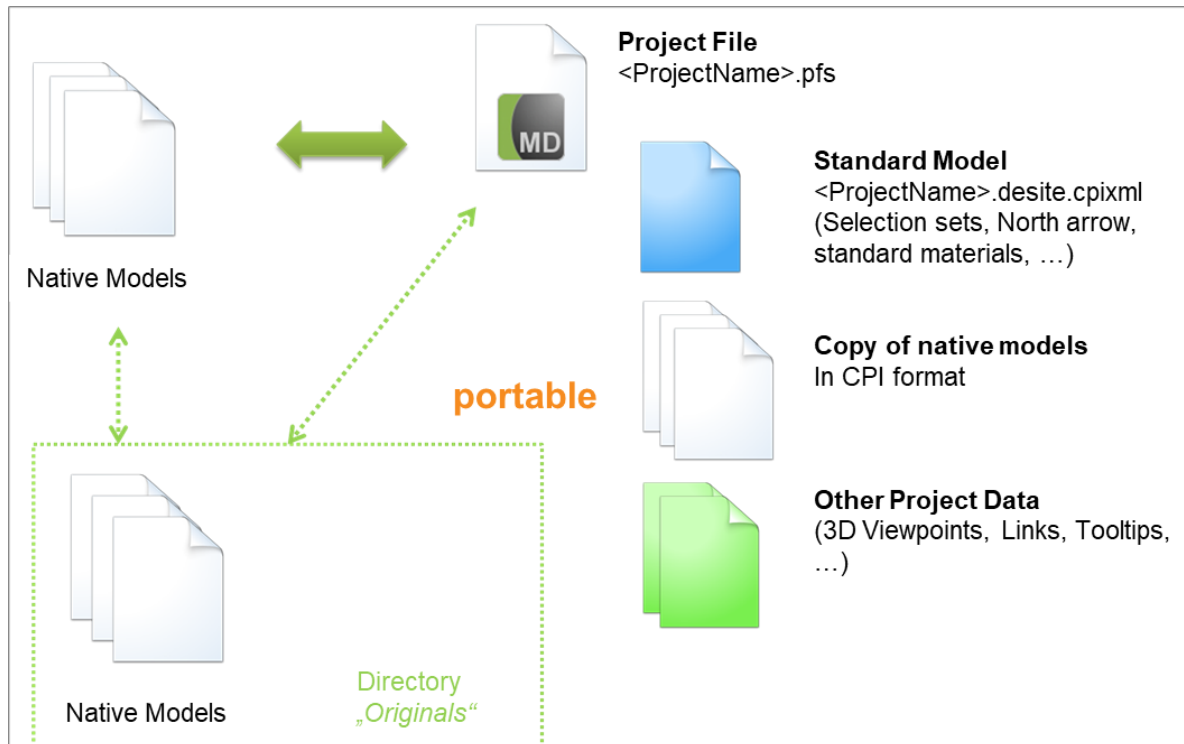 Project File
<ProjectName>.pfs
MD
Native Models
Standard Model
<ProjectName>.desite.cpixml
(Selection sets, North arrow,
standard materials, …)
Copy of native models
In CPI format
portable
Other Project Data
(3D Viewpoints, Links, Tooltips,
…)
Native Models
Directory
„Originals“